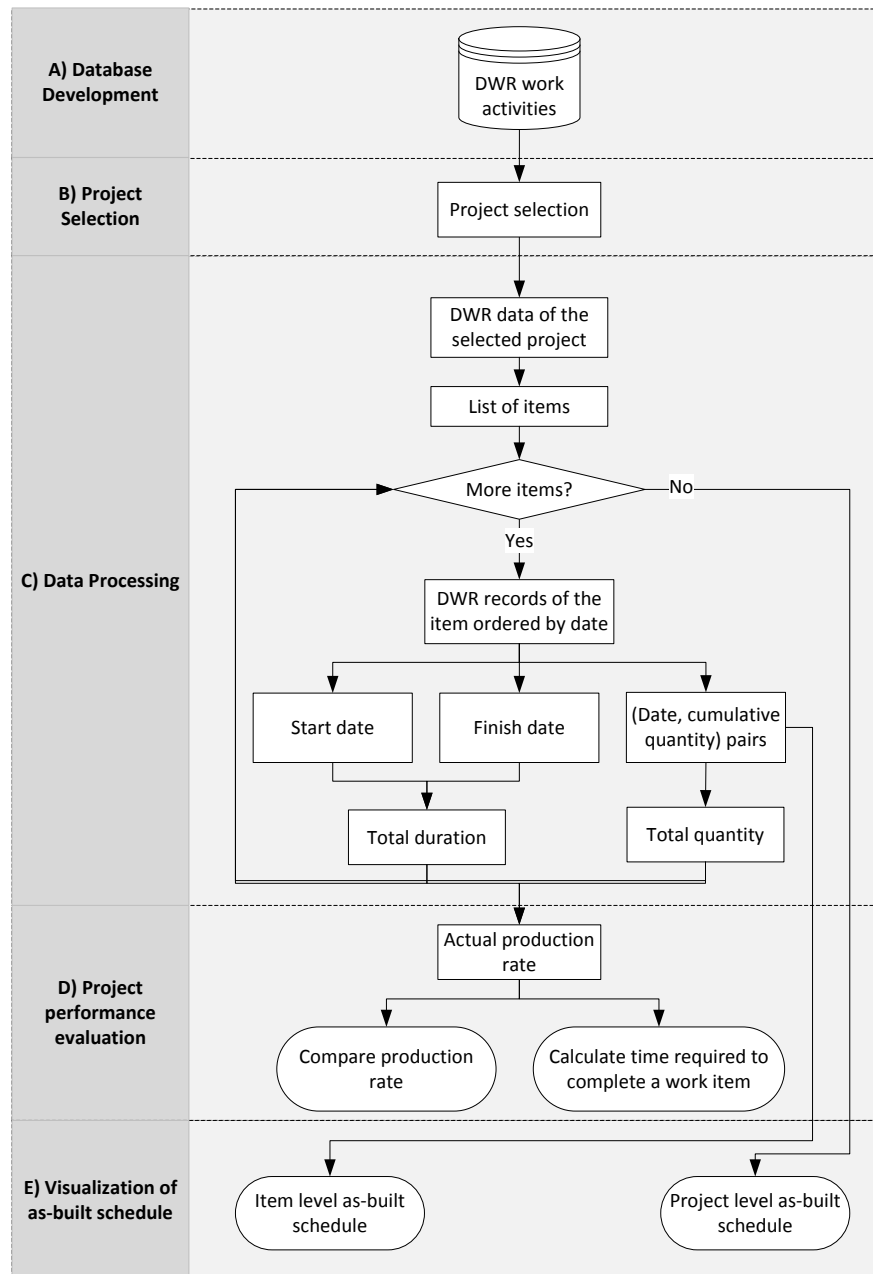 A) Database
Development
DWR work
activities
B) Project
Selection
Project selection
C) Data Processing
DWR data of the
selected project
List of items
More items?
No
Yes
DWR records of the
item ordered by date
Start date
Finish date
(Date, cumulative
quantity) pairs
Total duration
Total quantity
D) Project
performance
evaluation
Actual production
rate
Compare production
rate
Calculate time required to
complete a work item
E) Visualization of
as-built schedule
Item level as-built
schedule
Project level as-built
schedule